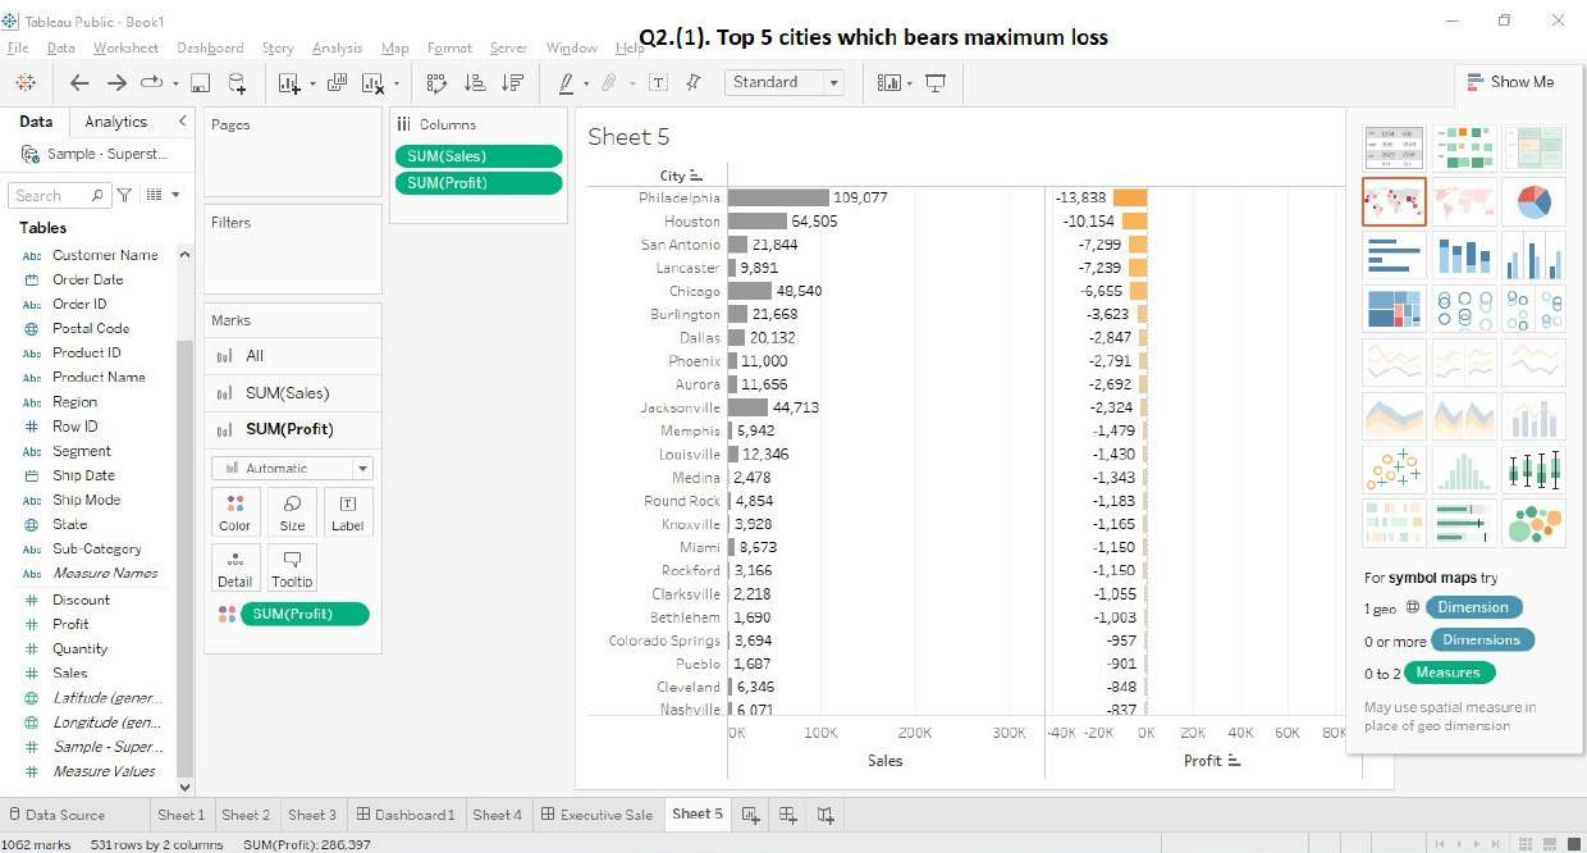 Tableau Public - Book1
Q2.(1). Top 5 cities which bears maximum loss
File Data Worksheet Dashboard Story Analysis Map Format Server Window Help
Standard
Show Me
Data Analytics
Sample - Superst...
Search
Tables
Abc Customer Name
Order Date
Abc Order ID
Postal Code
Abc Product ID
Abc Product Name
Abc Region
# Row ID
Abc Segment
Ship Date
Abc Ship Mode
State
Abc Sub-Category
Abc Measure Names
# Discount
# Profit
# Quantity
# Sales
Latitude (gener...
Longitude (gen...
# Sample - Super...
# Measure Values
Pages
Filters
Marks
All
SUM(Sales)
SUM(Profit)
Automatic
Color Size Label
Detail Tooltip
SUM(Profit)
Columns
SUM(Sales)
SUM(Profit)
Sheet 5
City
Philadelphia 109,077 -13,838
Houston 64,505 -10,154
San Antonio 21,844 -7,299
Lancaster 9,891 -7,239
Chicago 48,540 -6,655
Burlington 21,668 -3,623
Dallas 20,132 -2,847
Phoenix 11,000 -2,791
Aurora 11,656 -2,692
Jacksonville 44,713 -2,324
Memphis 5,942 -1,479
Louisville 12,346 -1,430
Medina 2,478 -1,343
Round Rock 4,854 -1,183
Knoxville 3,928 -1,165
Miami 8,673 -1,150
Rockford 3,166 -1,150
Clarksville 2,218 -1,055
Bethlehem 1,690 -1,003
Colorado Springs 3,694 -957
Pueblo 1,687 -901
Cleveland 6,346 -848
Nashville 6,071 -837
0K 100K 200K 300K -40K -20K 0K 20K 40K 60K 80K
Sales Profit
For symbol maps try
1 geo Dimension
0 or more Dimensions
0 to 2 Measures
May use spatial measure in
place of geo dimension
Data Source Sheet 1 Sheet 2 Sheet 3 Dashboard 1 Sheet 4 Executive Sale Sheet 5
1062 marks 531 rows by 2 columns SUM(Profit): 286,397